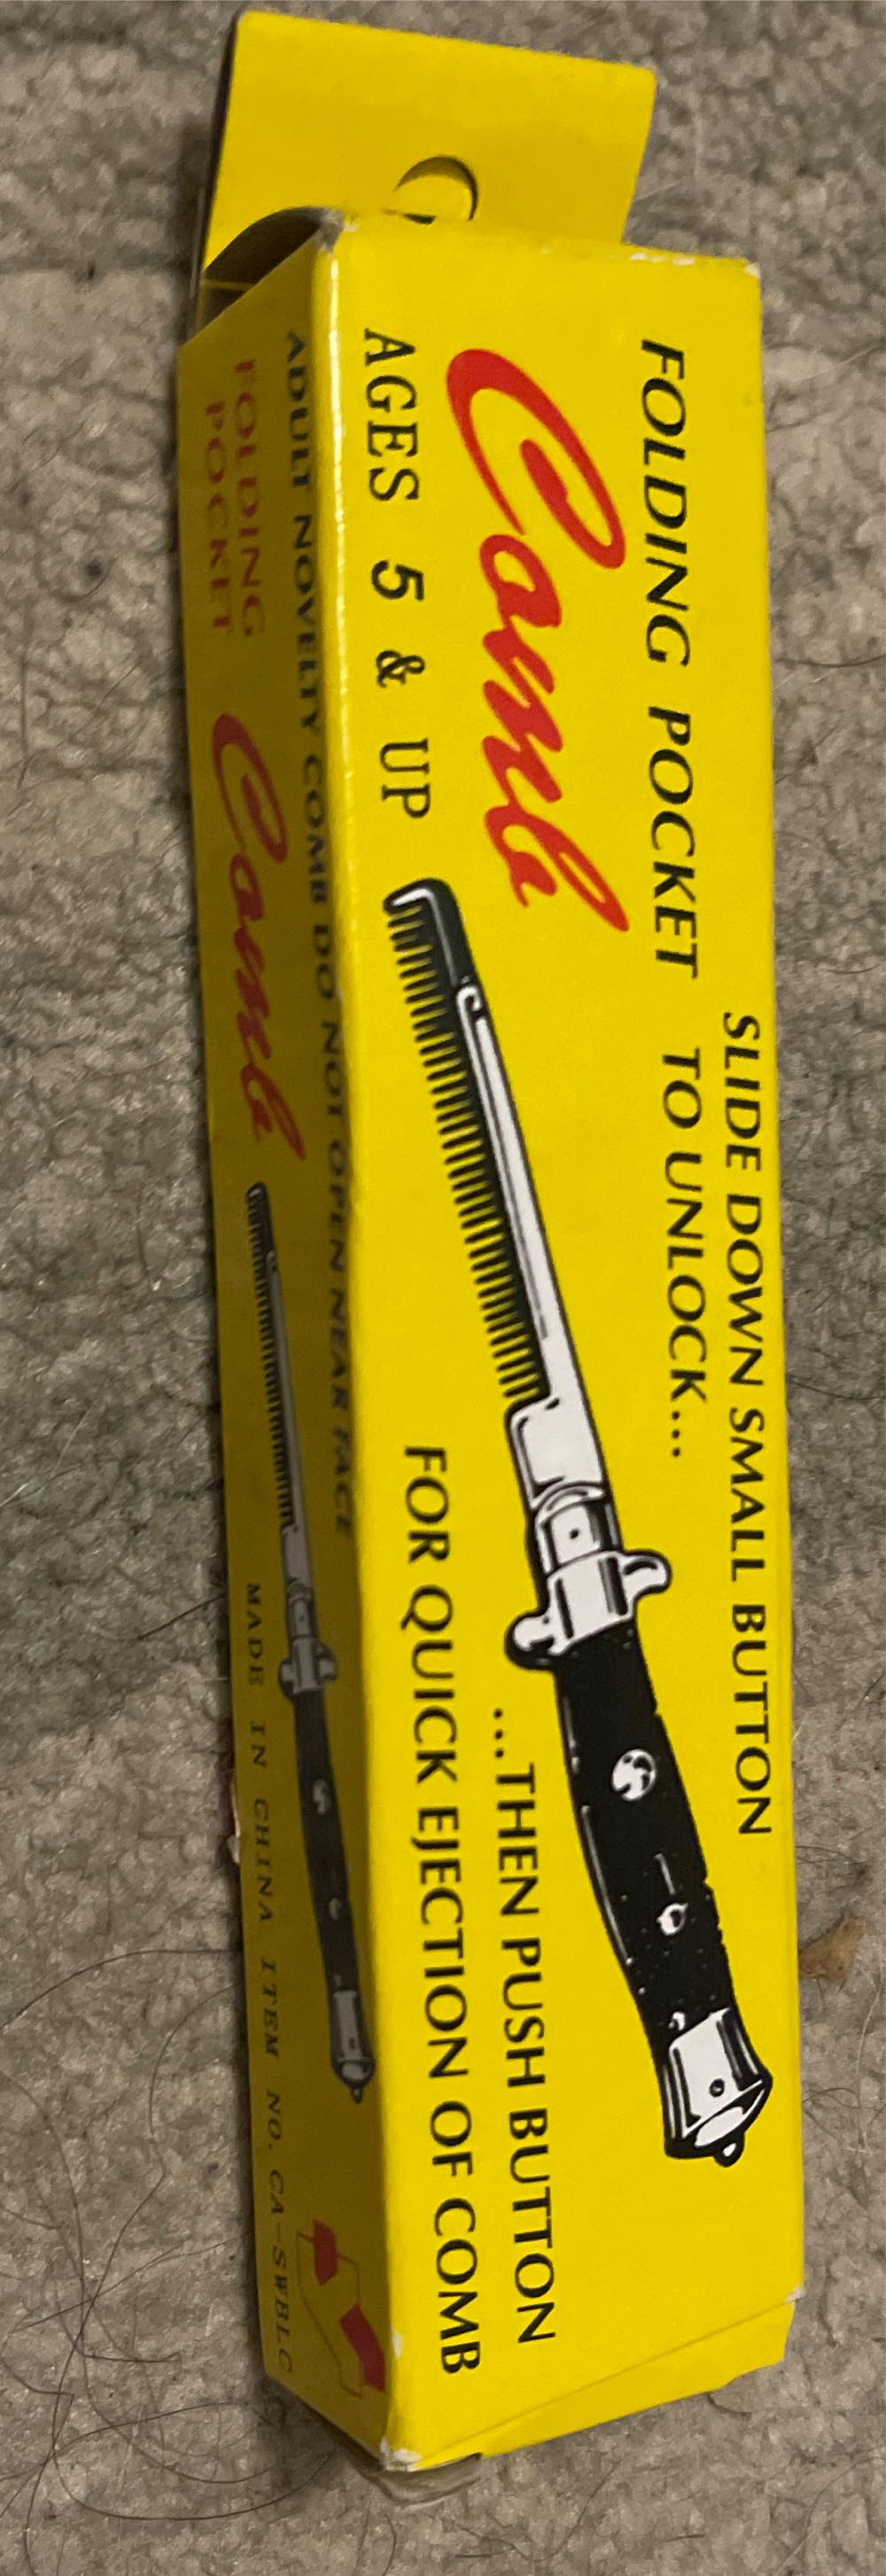 FOLDING POCKET
Comb
AGES 5 & UP
SLIDE DOWN SMALL BUTTON
TO UNLOCK...
...THEN PUSH BUTTON
FOR QUICK EJECTION OF COMB
ADULT NOVELTY COMB DO NOT OPEN NEAR FACE
FOLDING
POCKET
Comb
MADE IN CHINA ITEM NO. CA-SWBLC